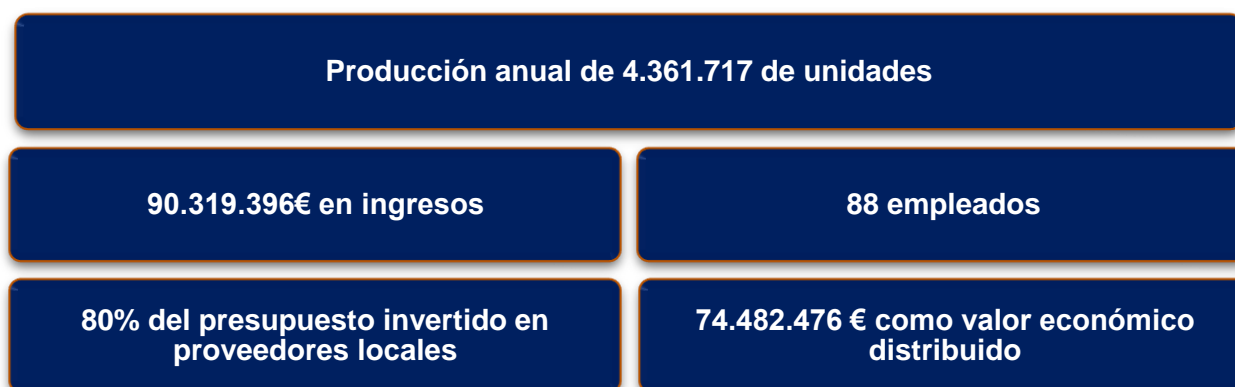 Producción anual de 4.361.717 de unidades
90.319.396€ en ingresos
88 empleados
80% del presupuesto invertido en
proveedores locales
74.482.476 € como valor económico
distribuido